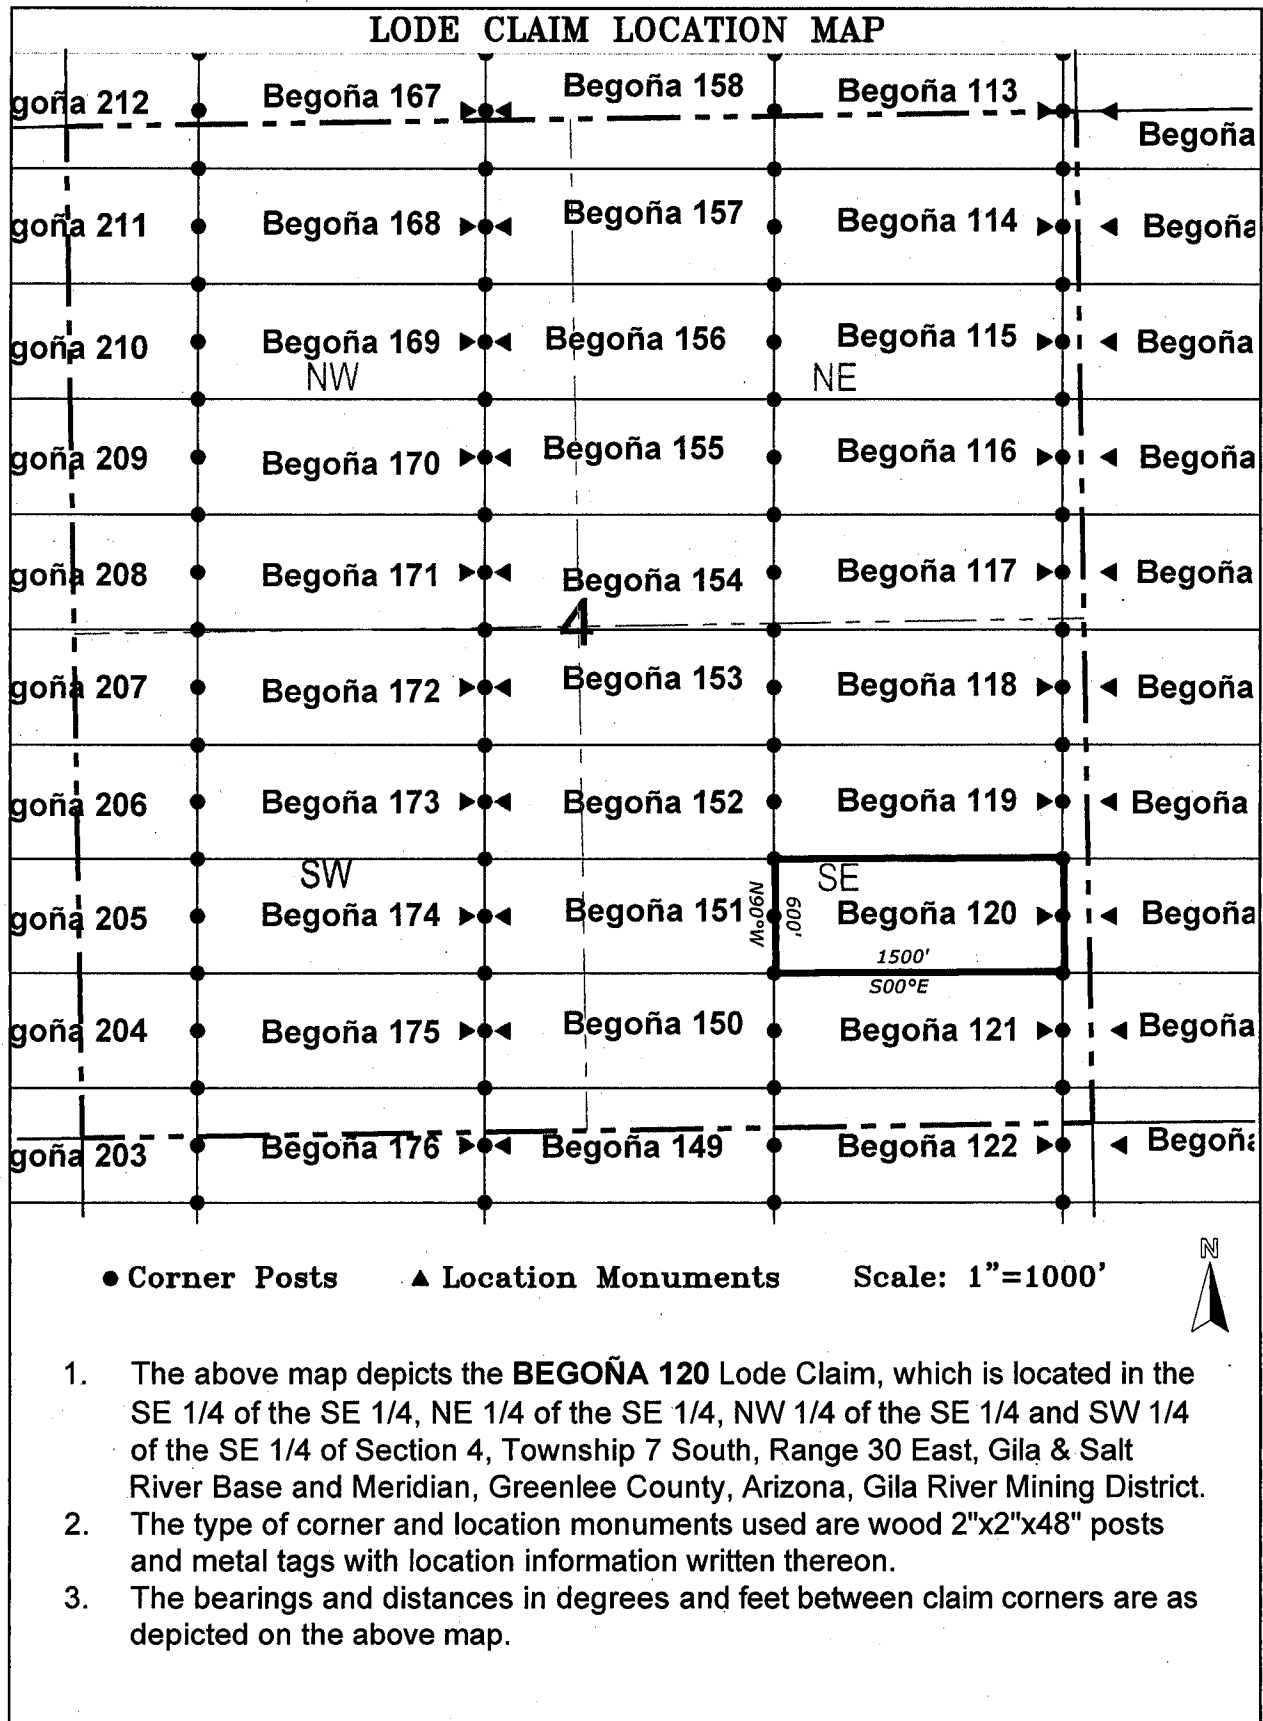 LODE CLAIM LOCATION MAP
goña 212 Begoña 167 Begoña 158 Begoña 113
Begoña
goña 211 Begoña 168 Begoña 157 Begoña 114 Begoña
goña 210 Begoña 169 Begoña 156 Begoña 115 Begoña
NW NE
goña 209 Begoña 170 Begoña 155 Begoña 116 Begoña
goña 208 Begoña 171 Begoña 154 Begoña 117 Begoña
4
goña 207 Begoña 172 Begoña 153 Begoña 118 Begoña
goña 206 Begoña 173 Begoña 152 Begoña 119 Begoña
SW SE
goña 205 Begoña 174 Begoña 151 N90°W 600' Begoña 120 Begoña
1500'
S00°E
goña 204 Begoña 175 Begoña 150 Begoña 121 Begoña
goña 203 Begoña 176 Begoña 149 Begoña 122 Begoña
N
Corner Posts Location Monuments Scale: 1"=1000'
1. The above map depicts the BEGOÑA 120 Lode Claim, which is located in the
SE 1/4 of the SE 1/4, NE 1/4 of the SE 1/4, NW 1/4 of the SE 1/4 and SW 1/4
of the SE 1/4 of Section 4, Township 7 South, Range 30 East, Gila & Salt
River Base and Meridian, Greenlee County, Arizona, Gila River Mining District.
2. The type of corner and location monuments used are wood 2"x2"x48" posts
and metal tags with location information written thereon.
3. The bearings and distances in degrees and feet between claim corners are as
depicted on the above map.